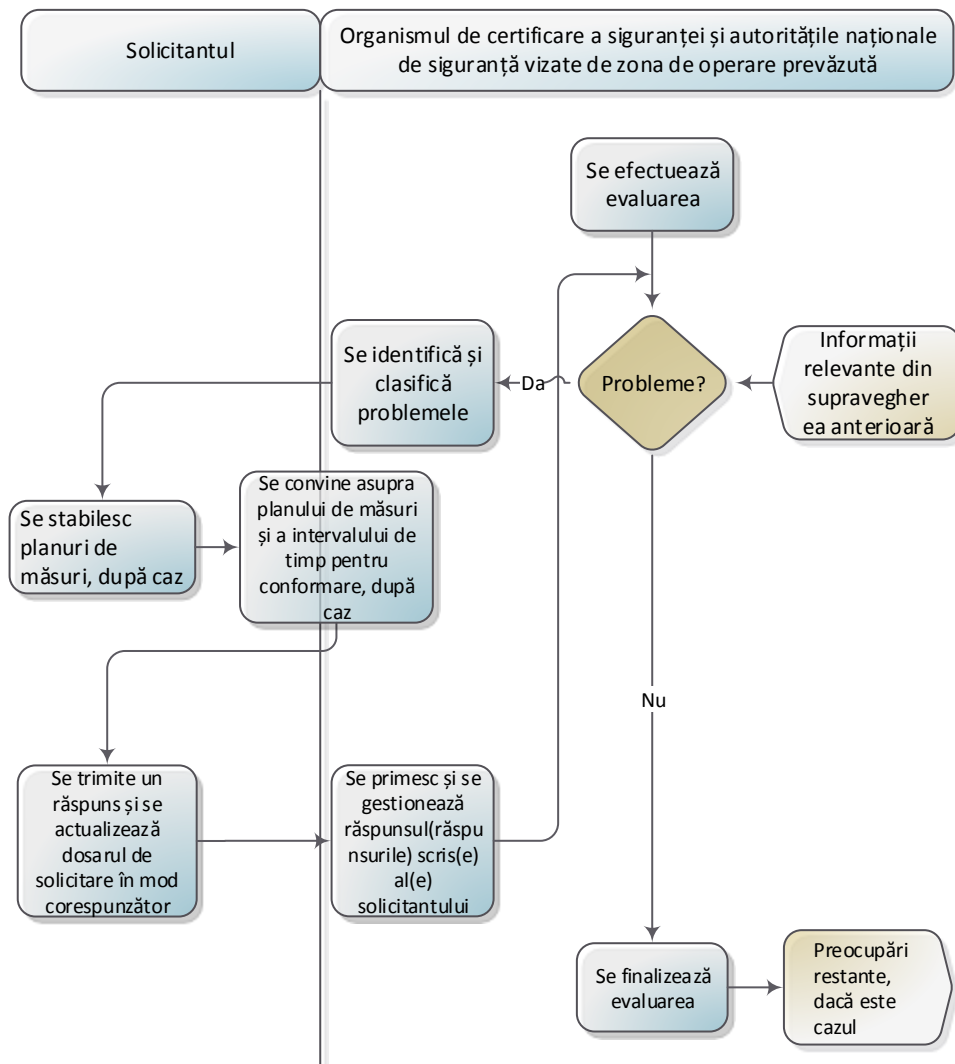 Solicitantul
Organismul de certificare a siguranței și autoritățile naționale
de siguranță vizate de zona de operare prevăzută
Se efectuează
evaluarea
Se identifică și
clasifică
problemele
Da
Probleme?
Informații
relevante din
supravegher
ea anterioară
Se stabilesc
planuri de
măsuri, după caz
Se convine asupra
planului de măsuri
și a intervalului de
timp pentru
conformare, după
caz
Nu
Se trimite un
răspuns și se
actualizează
dosarul de
solicitare în mod
corespunzător
Se primesc și se
gestionează
răspunsul(răspu
nsurile) scris(e)
al(e)
solicitantului
Se finalizează
evaluarea
Preocupări
restante,
dacă este
cazul